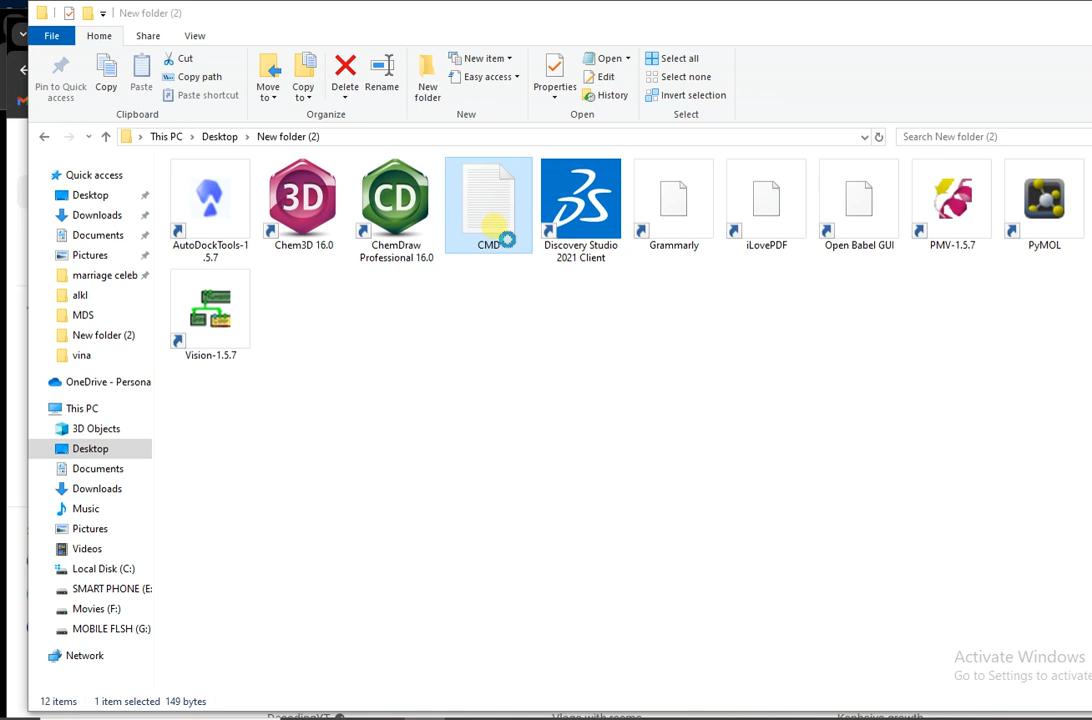 New folder (2)
File Home Share View
Pin to Quick access
Copy
Paste
Cut
Copy path
Paste shortcut
Clipboard
Move to
Copy to
Delete
Rename
Organize
New folder
New item
Easy access
New
Properties
Open
Edit
History
Open
Select all
Select none
Invert selection
Select
This PC > Desktop > New folder (2)
Search New folder (2)
Quick access
Desktop
Downloads
Documents
Pictures
marriage celeb
alkl
MDS
New folder (2)
vina
OneDrive - Persona
This PC
3D Objects
Desktop
Documents
Downloads
Music
Pictures
Videos
Local Disk (C:)
SMART PHONE (E:
Movies (F:)
MOBILE FLSH (G:)
Network
AutoDockTools-1
.5.7
3D
Chem3D 16.0
CD
ChemDraw
Professional 16.0
CMD
Discovery Studio
2021 Client
Grammarly
iLovePDF
Open Babel GUI
PMV-1.5.7
PyMOL
Vision-1.5.7
Activate Windows
Go to Settings to activate
12 items 1 item selected 149 bytes